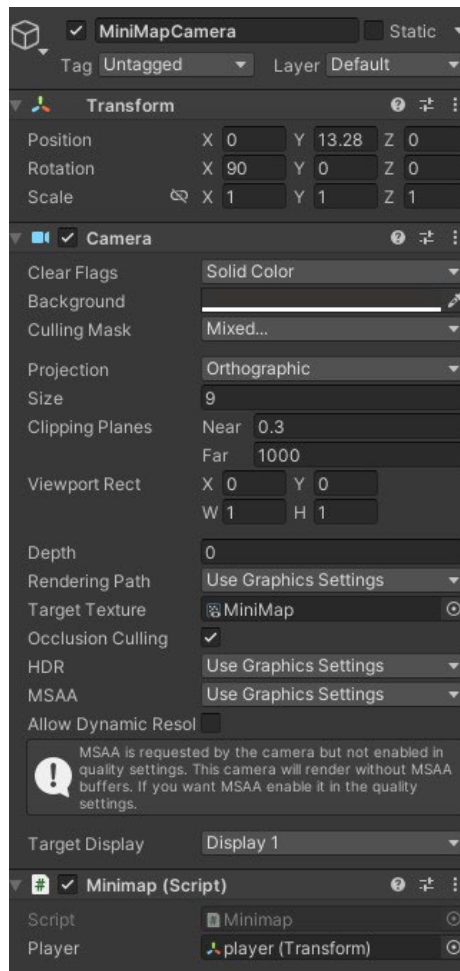 MiniMapCamera Static
Tag Untagged Layer Default
Transform
Position X 0 Y 13.28 Z 0
Rotation X 90 Y 0 Z 0
Scale X 1 Y 1 Z 1
Camera
Clear Flags Solid Color
Background
Culling Mask Mixed...
Projection Orthographic
Size 9
Clipping Planes Near 0.3
Far 1000
Viewport Rect X 0 Y 0
W 1 H 1
Depth 0
Rendering Path Use Graphics Settings
Target Texture MiniMap
Occlusion Culling
HDR Use Graphics Settings
MSAA Use Graphics Settings
Allow Dynamic Resol
MSAA is requested by the camera but not enabled in
quality settings. This camera will render without MSAA
buffers. If you want MSAA enable it in the quality
settings.
Target Display Display 1
# Minimap (Script)
Script # Minimap
Player player (Transform)